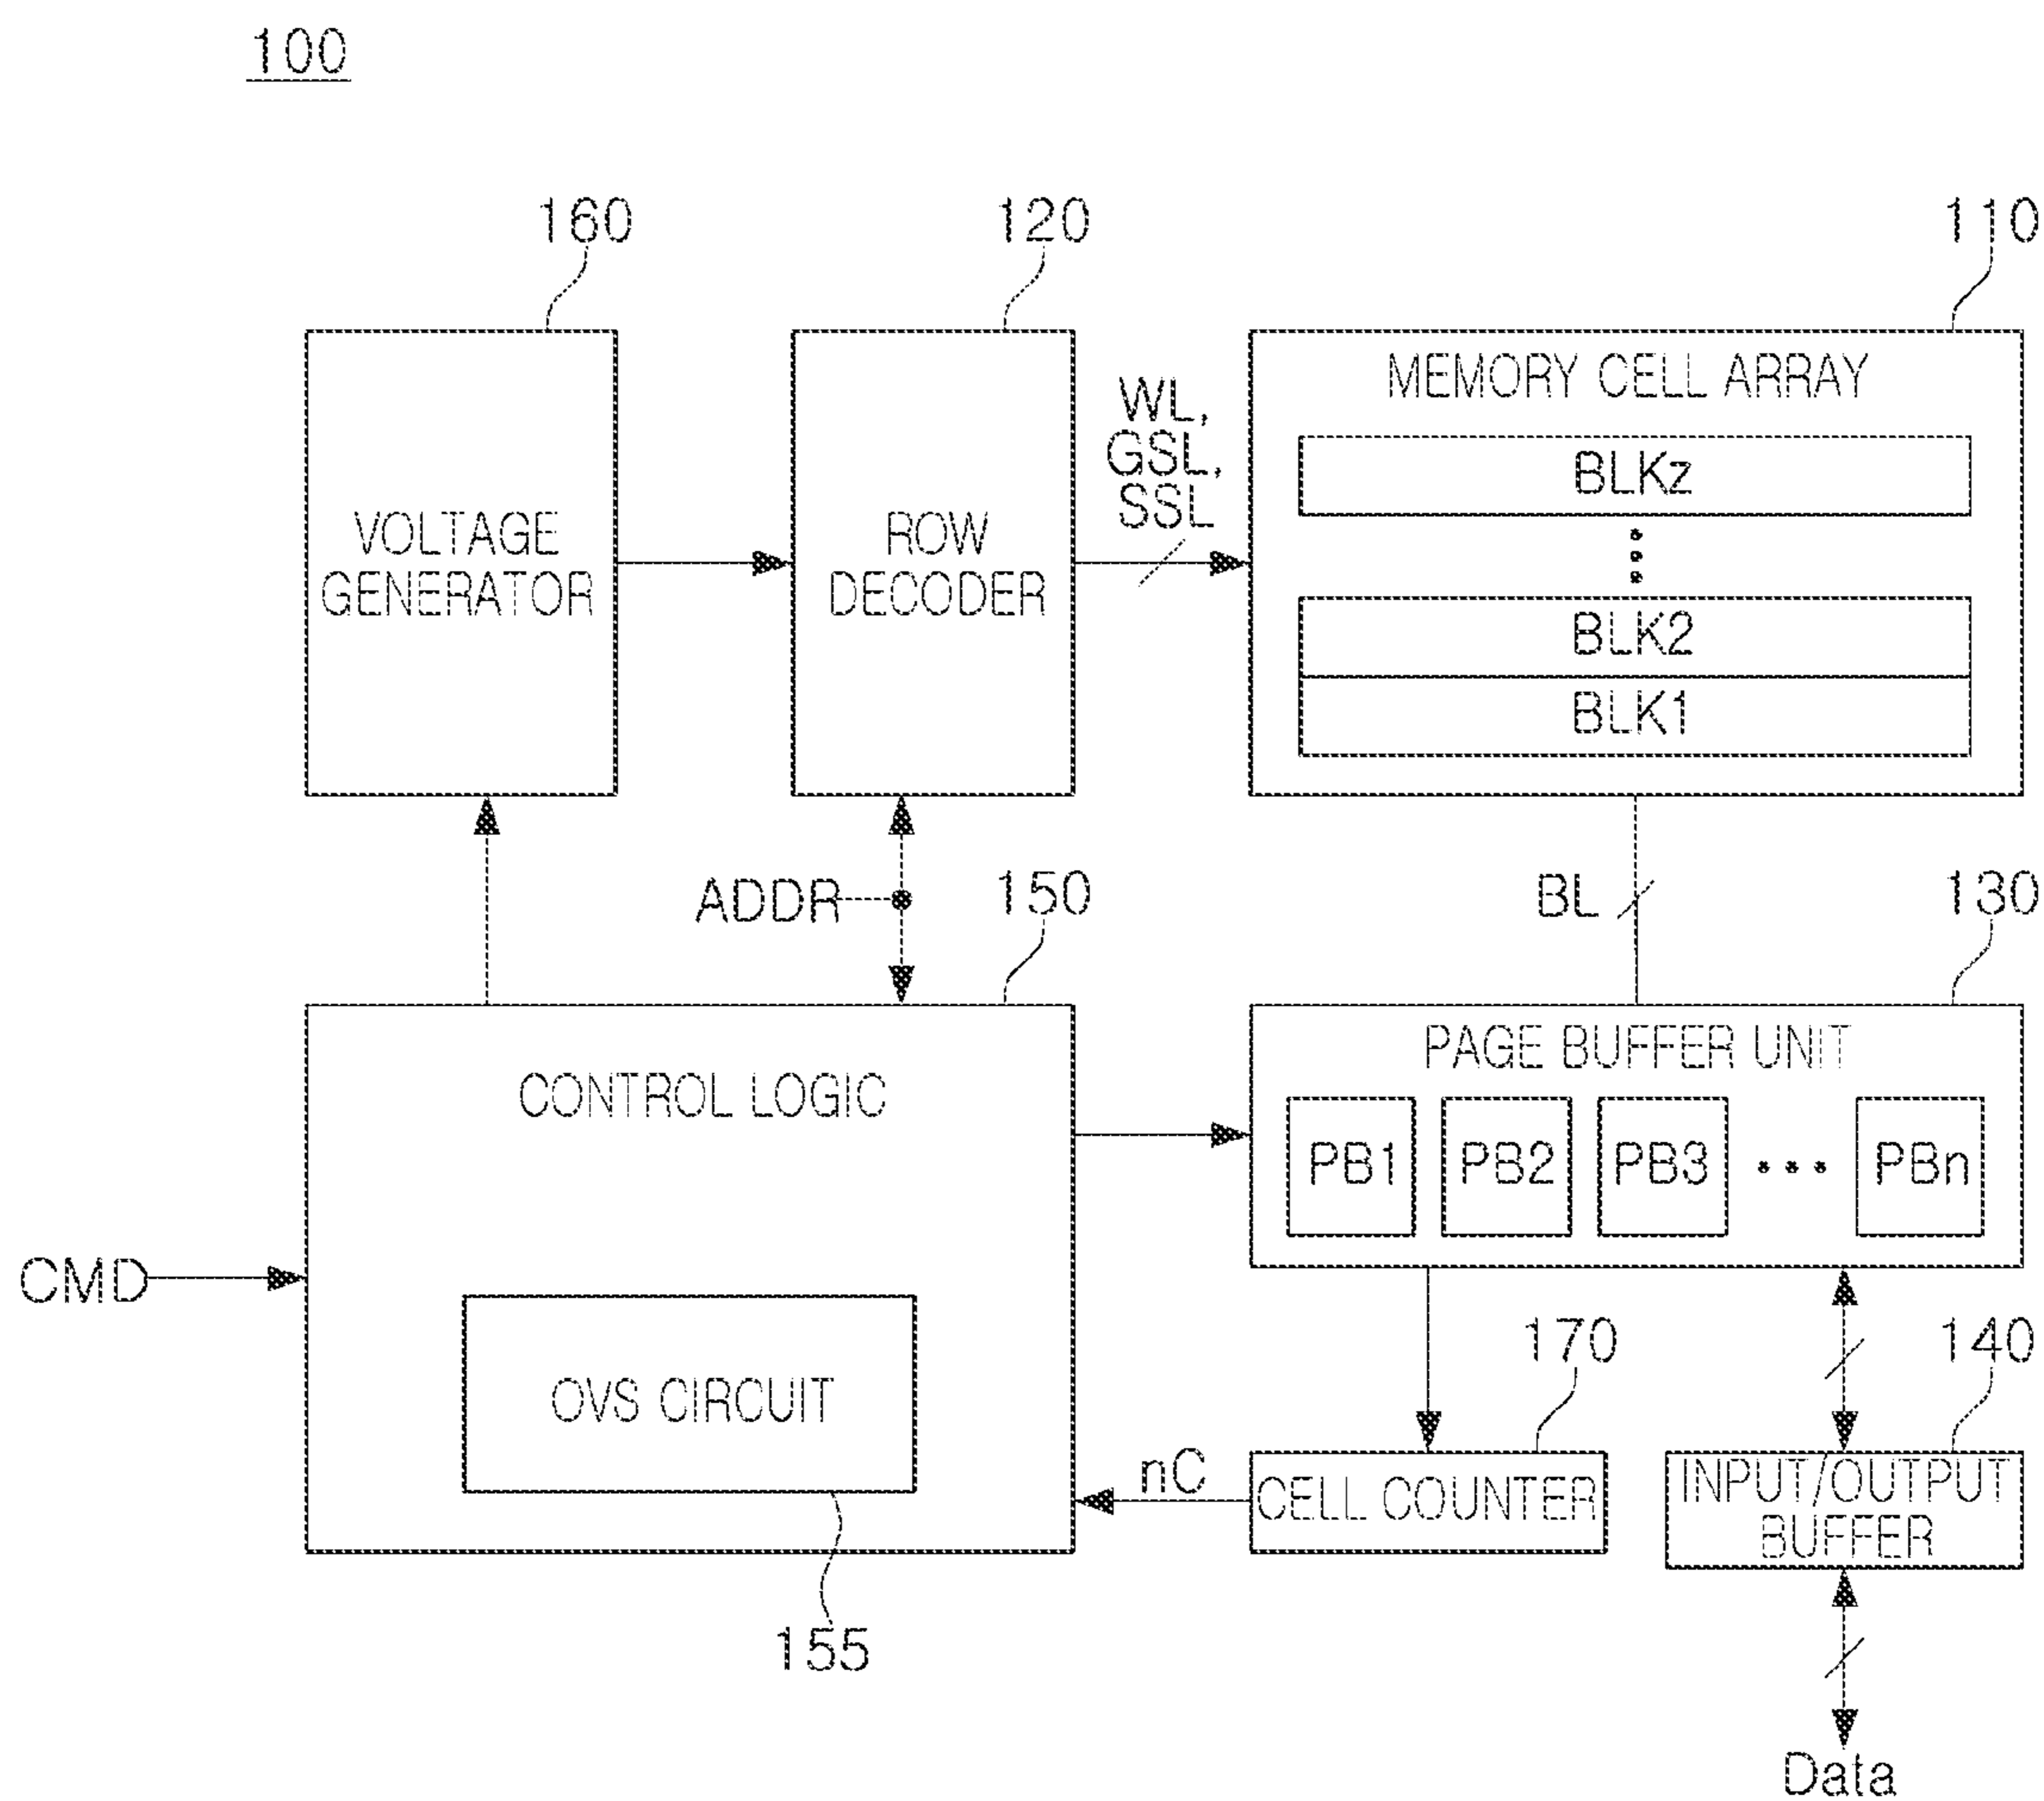 100
160
120
110
VOLTAGE
GENERATOR
ROW
DECODER
WL,
GSL,
SSL
MEMORY CELL ARRAY
BLKz
BLK2
BLK1
ADDR
150
BL
130
CONTROL LOGIC
PAGE BUFFER UNIT
PB1
PB2
PB3
PBn
CMD
OVS CIRCUIT
155
nC
170
CELL COUNTER
140
INPUT/OUTPUT
BUFFER
Data